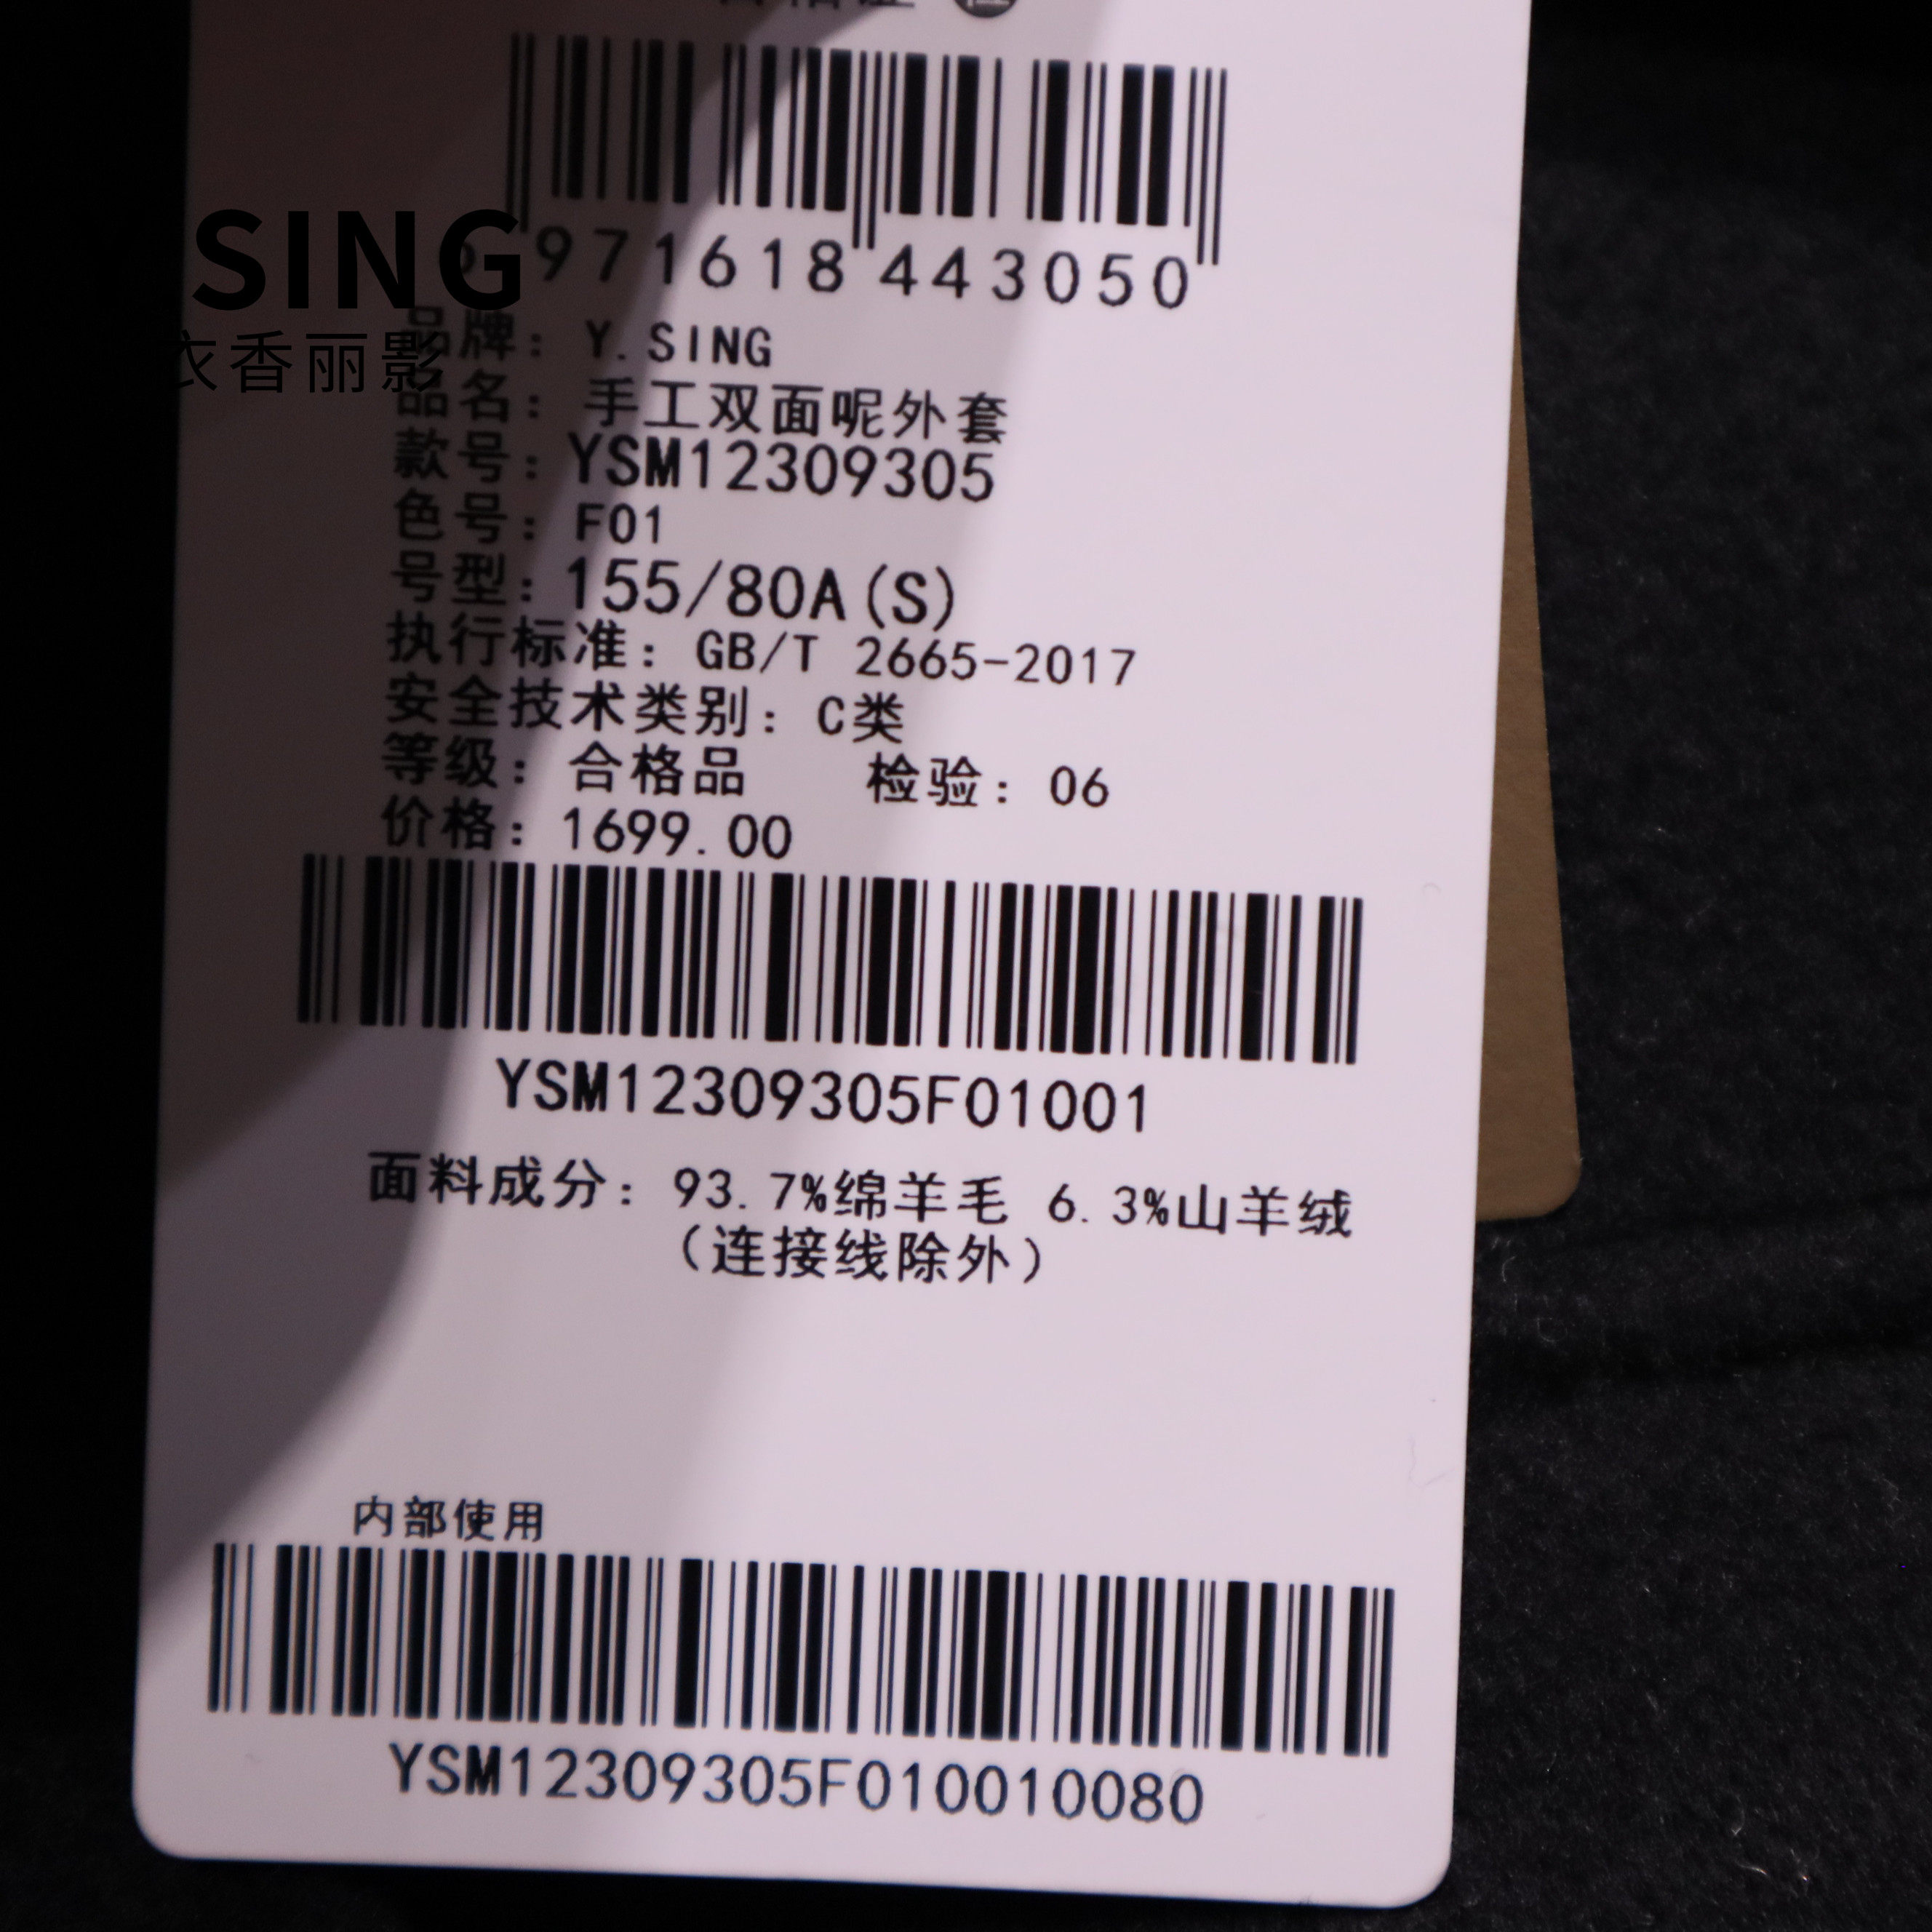 SING
衣香丽影
971618 443050
品牌: Y.SING
品名: 手工双面呢外套
款号: YSM12309305
色号: F01
号型: 155/80A(S)
执行标准: GB/T 2665-2017
安全技术类别: C类
等级: 合格品 检验: 06
价格: 1699.00
YSM12309305F01001
面料成分: 93.7%绵羊毛 6.3%山羊绒
(连接线除外)
内部使用
YSM12309305F010010080